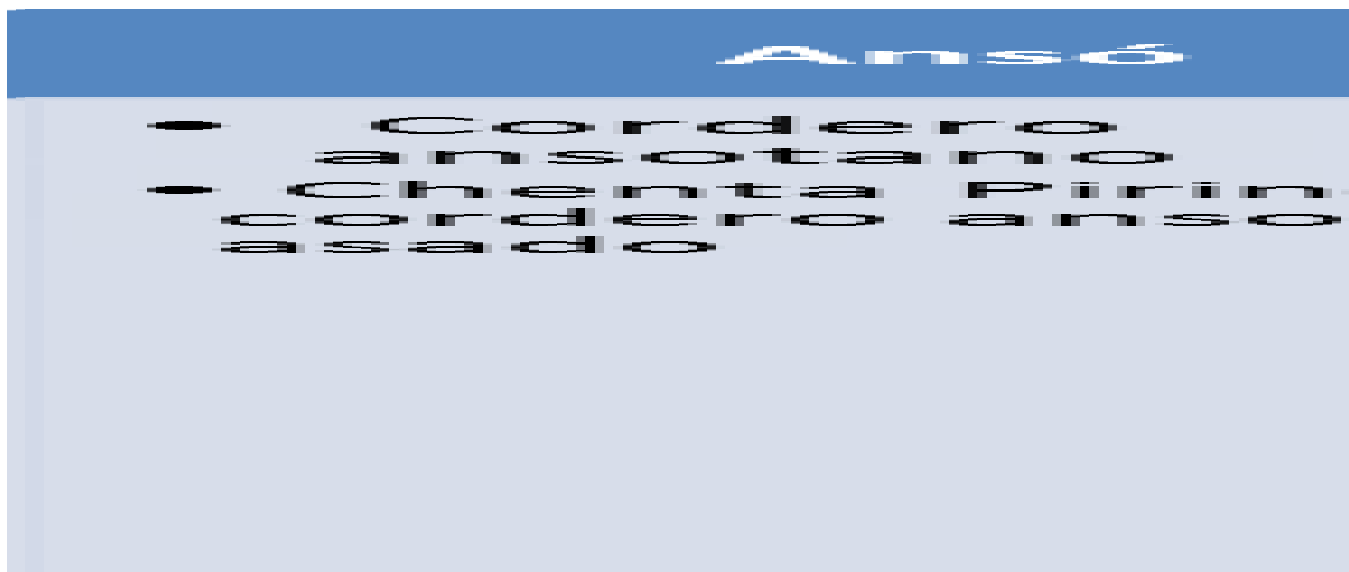 Ansó
• Cordero
ansotano
• Chenta Pirin
cordero anso
asado